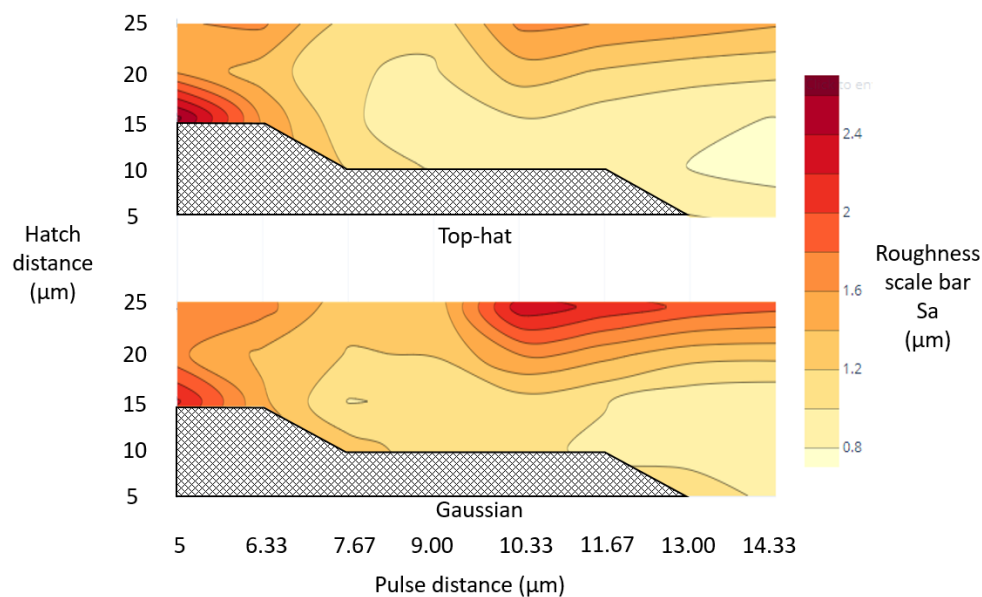 25
20
15
10
5
Top-hat
Hatch
distance
(μm)
25
20
15
10
5
Gaussian
5 6.33 7.67 9.00 10.33 11.67 13.00 14.33
Pulse distance (μm)
co en
2.4
2
1.6
1.2
0.8
Roughness
scale bar
Sa
(μm)